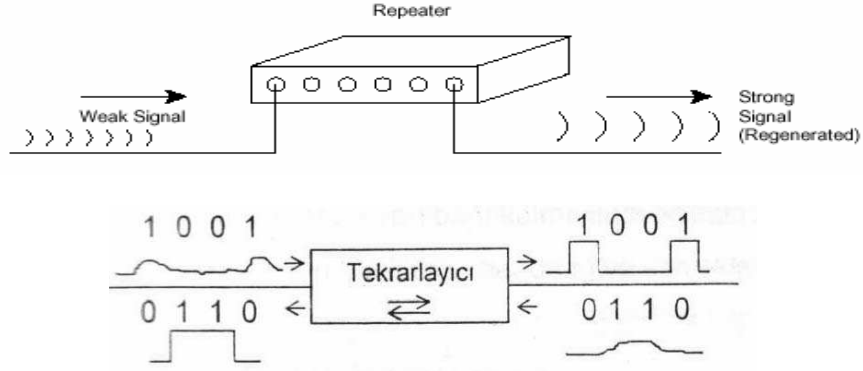 Repeater
Weak Signal
Strong
Signal
(Regenerated)
1 0 0 1
1 0 0 1
Tekrarlayıcı
0 1 1 0
0 1 1 0